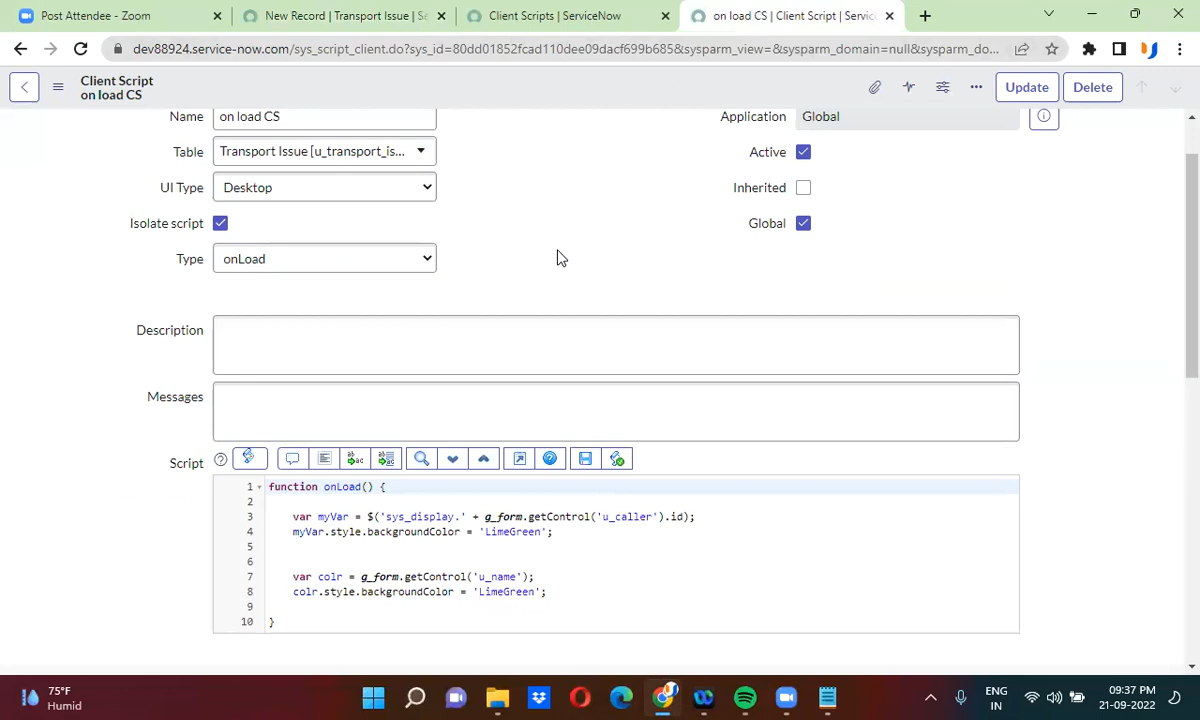 Post Attendee - Zoom
New Record | Transport Issue | Se
Client Scripts | ServiceNow
on load CS | Client Script | Servic
dev88924.service-now.com/sys_script_client.do?sys_id=80dd01852fcad110dee09dacf699b685&sysparm_view=&sysparm_domain=null&sysparm_do...
Client Script
on load CS
Update
Delete
Name
on load CS
Application
Global
Table
Transport Issue [u_transport_is...
Active
UI Type
Desktop
Inherited
Isolate script
Global
Type
onLoad
Description
Messages
Script
1 function onLoad() {
2
3 var myVar = $('sys_display.' + g_form.getControl('u_caller').id);
4 myVar.style.backgroundColor = 'LimeGreen';
5
6
7 var colr = g_form.getControl('u_name');
8 colr.style.backgroundColor = 'LimeGreen';
9
10 }
75°F
Humid
ENG
IN
09:37 PM
21-09-2022